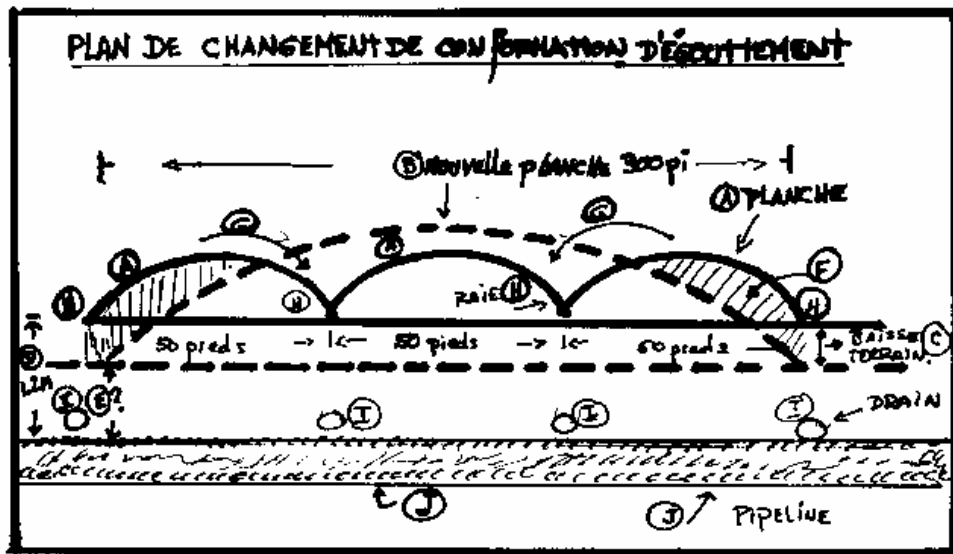 PLAN DE CHANGEMENT DE CONFORMATION D'ÉGOUTTEMENT
B nouvelle planche 300 pi
A PLANCHE
G G
A A F
H H RAIE H H
50 pieds 50 pieds 50 pieds BAISSE TERRAIN C
E? I I I DRAIN
J J PIPELINE